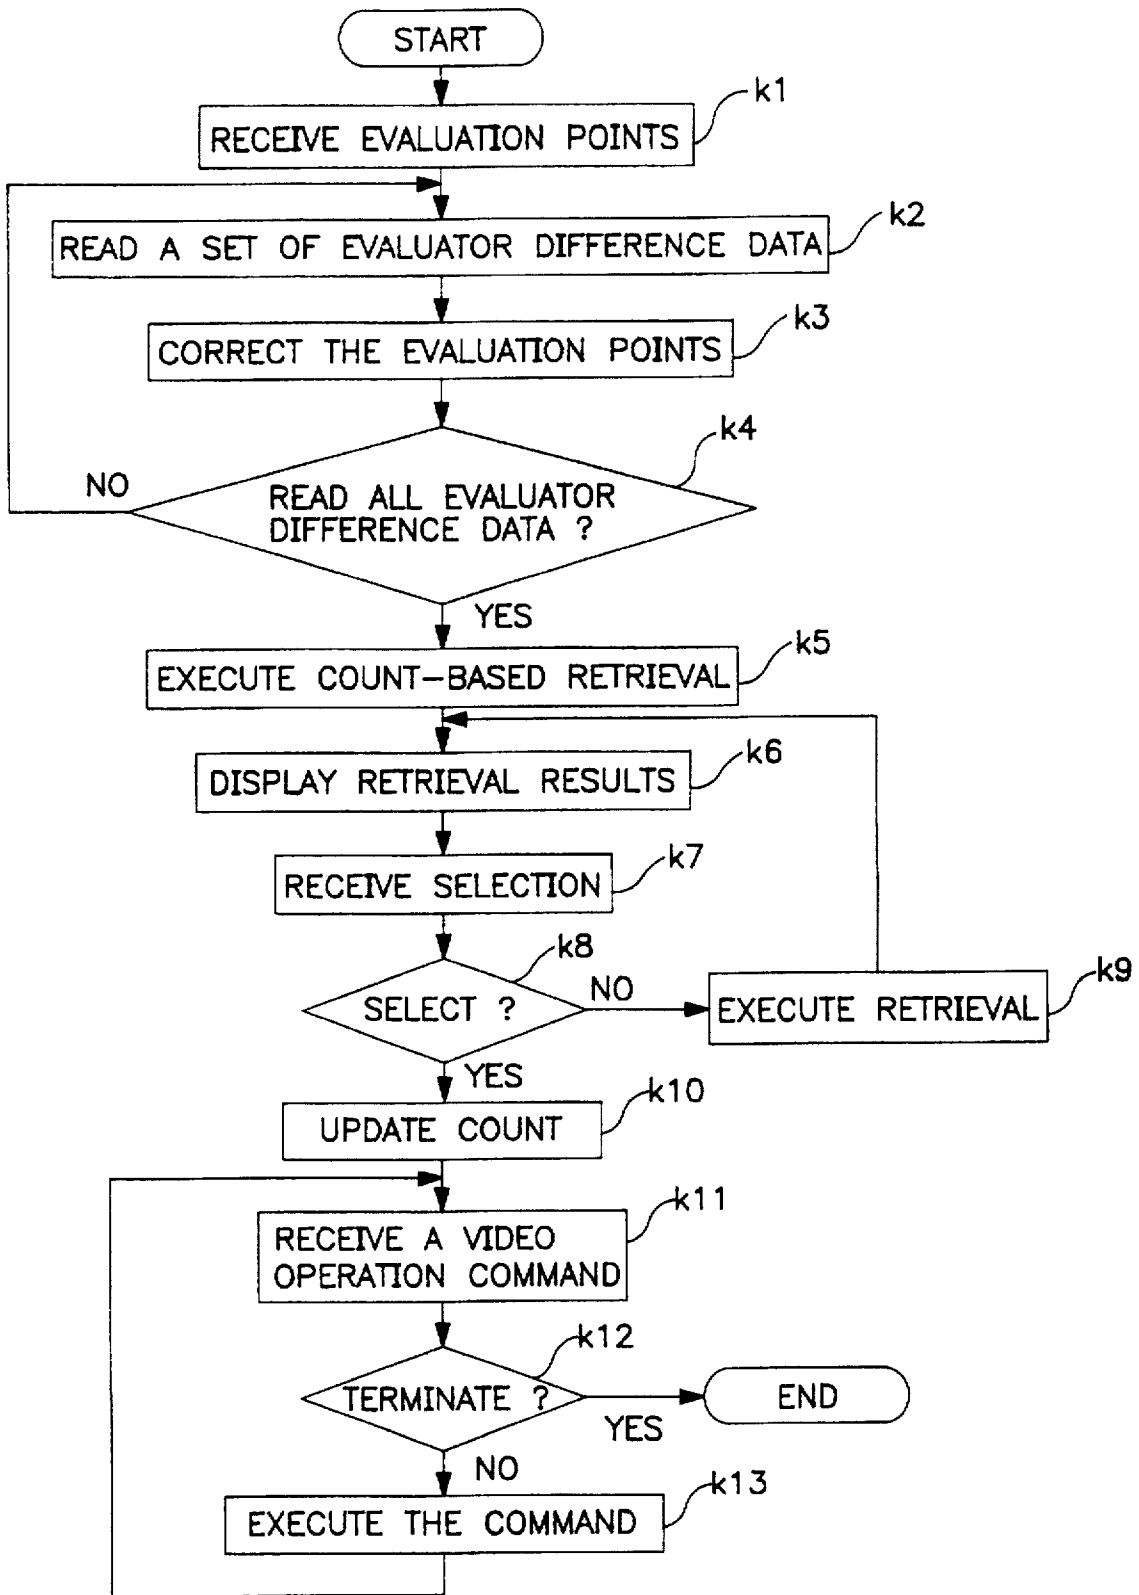 START
k1
RECEIVE EVALUATION POINTS
k2
READ A SET OF EVALUATOR DIFFERENCE DATA
k3
CORRECT THE EVALUATION POINTS
k4
NO
READ ALL EVALUATOR
DIFFERENCE DATA ?
YES
k5
EXECUTE COUNT-BASED RETRIEVAL
k6
DISPLAY RETRIEVAL RESULTS
k7
RECEIVE SELECTION
k8
SELECT ?
NO
k9
EXECUTE RETRIEVAL
YES
k10
UPDATE COUNT
k11
RECEIVE A VIDEO
OPERATION COMMAND
k12
TERMINATE ?
YES
END
NO
k13
EXECUTE THE COMMAND